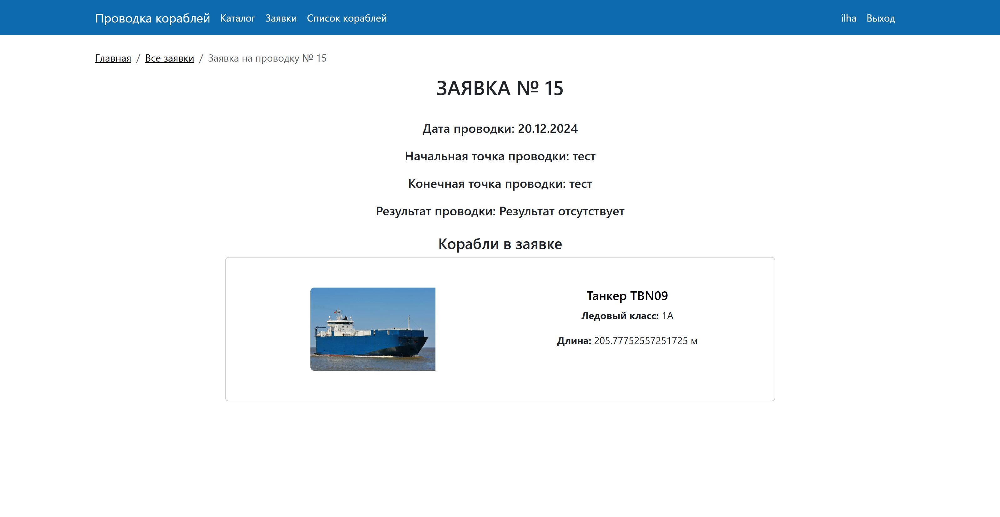 Проводка кораблей Каталог Заявки Список кораблей ilha Выход
Главная / Все заявки / Заявка на проводку № 15
ЗАЯВКА № 15
Дата проводки: 20.12.2024
Начальная точка проводки: тест
Конечная точка проводки: тест
Результат проводки: Результат отсутствует
Корабли в заявке
Танкер TBN09
Ледовый класс: 1A
Длина: 205.77752557251725 м